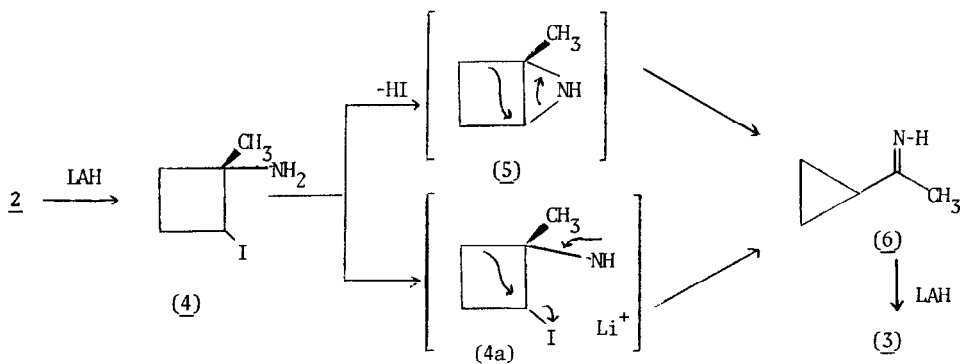 2 LAH
CH₃
NH₂
I
(4)
-HI
CH₃
NH
(5)
CH₃
NH
I
Li⁺
(4a)
N-H
CH₃
(6)
LAH
(3)